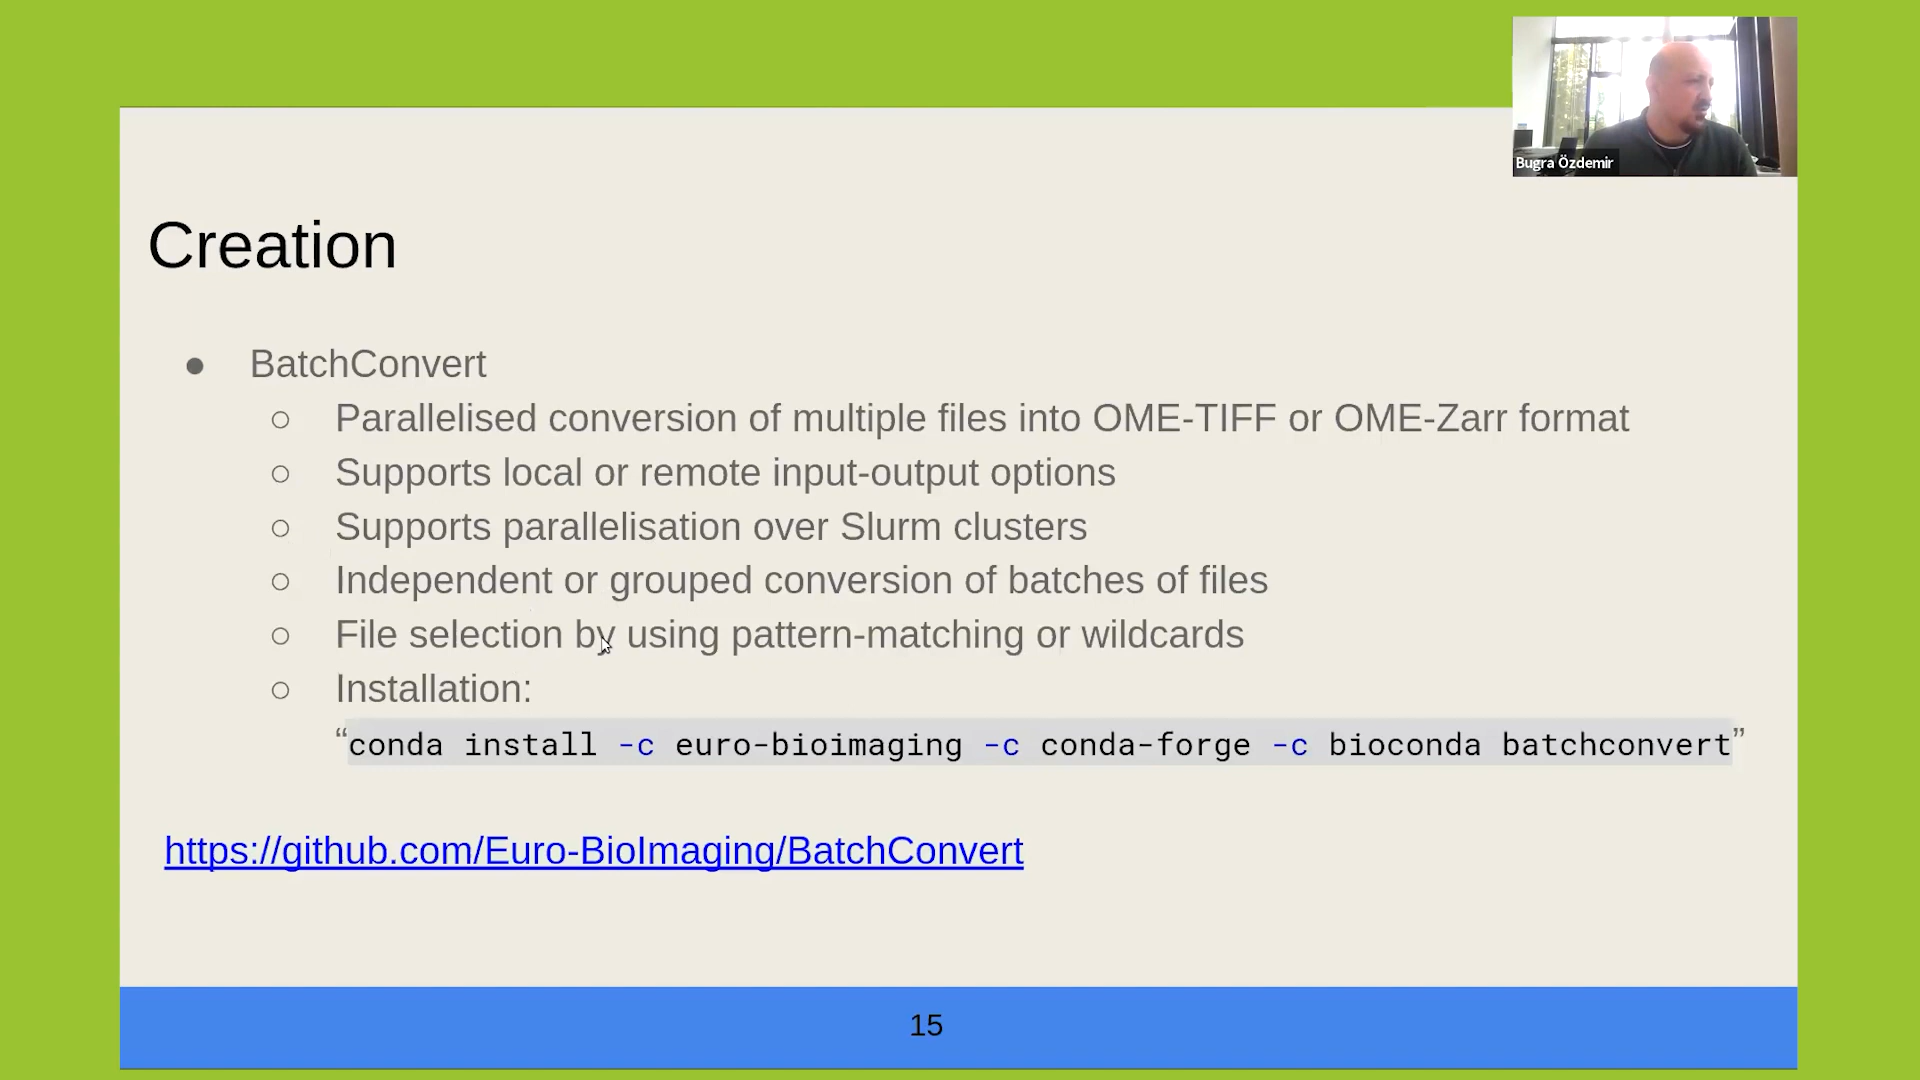 Bugra Özdemir
Creation
● BatchConvert
○ Parallelised conversion of multiple files into OME-TIFF or OME-Zarr format
○ Supports local or remote input-output options
○ Supports parallelisation over Slurm clusters
○ Independent or grouped conversion of batches of files
○ File selection by using pattern-matching or wildcards
○ Installation:
“conda install -c euro-bioimaging -c conda-forge -c bioconda batchconvert”
https://github.com/Euro-BioImaging/BatchConvert
15